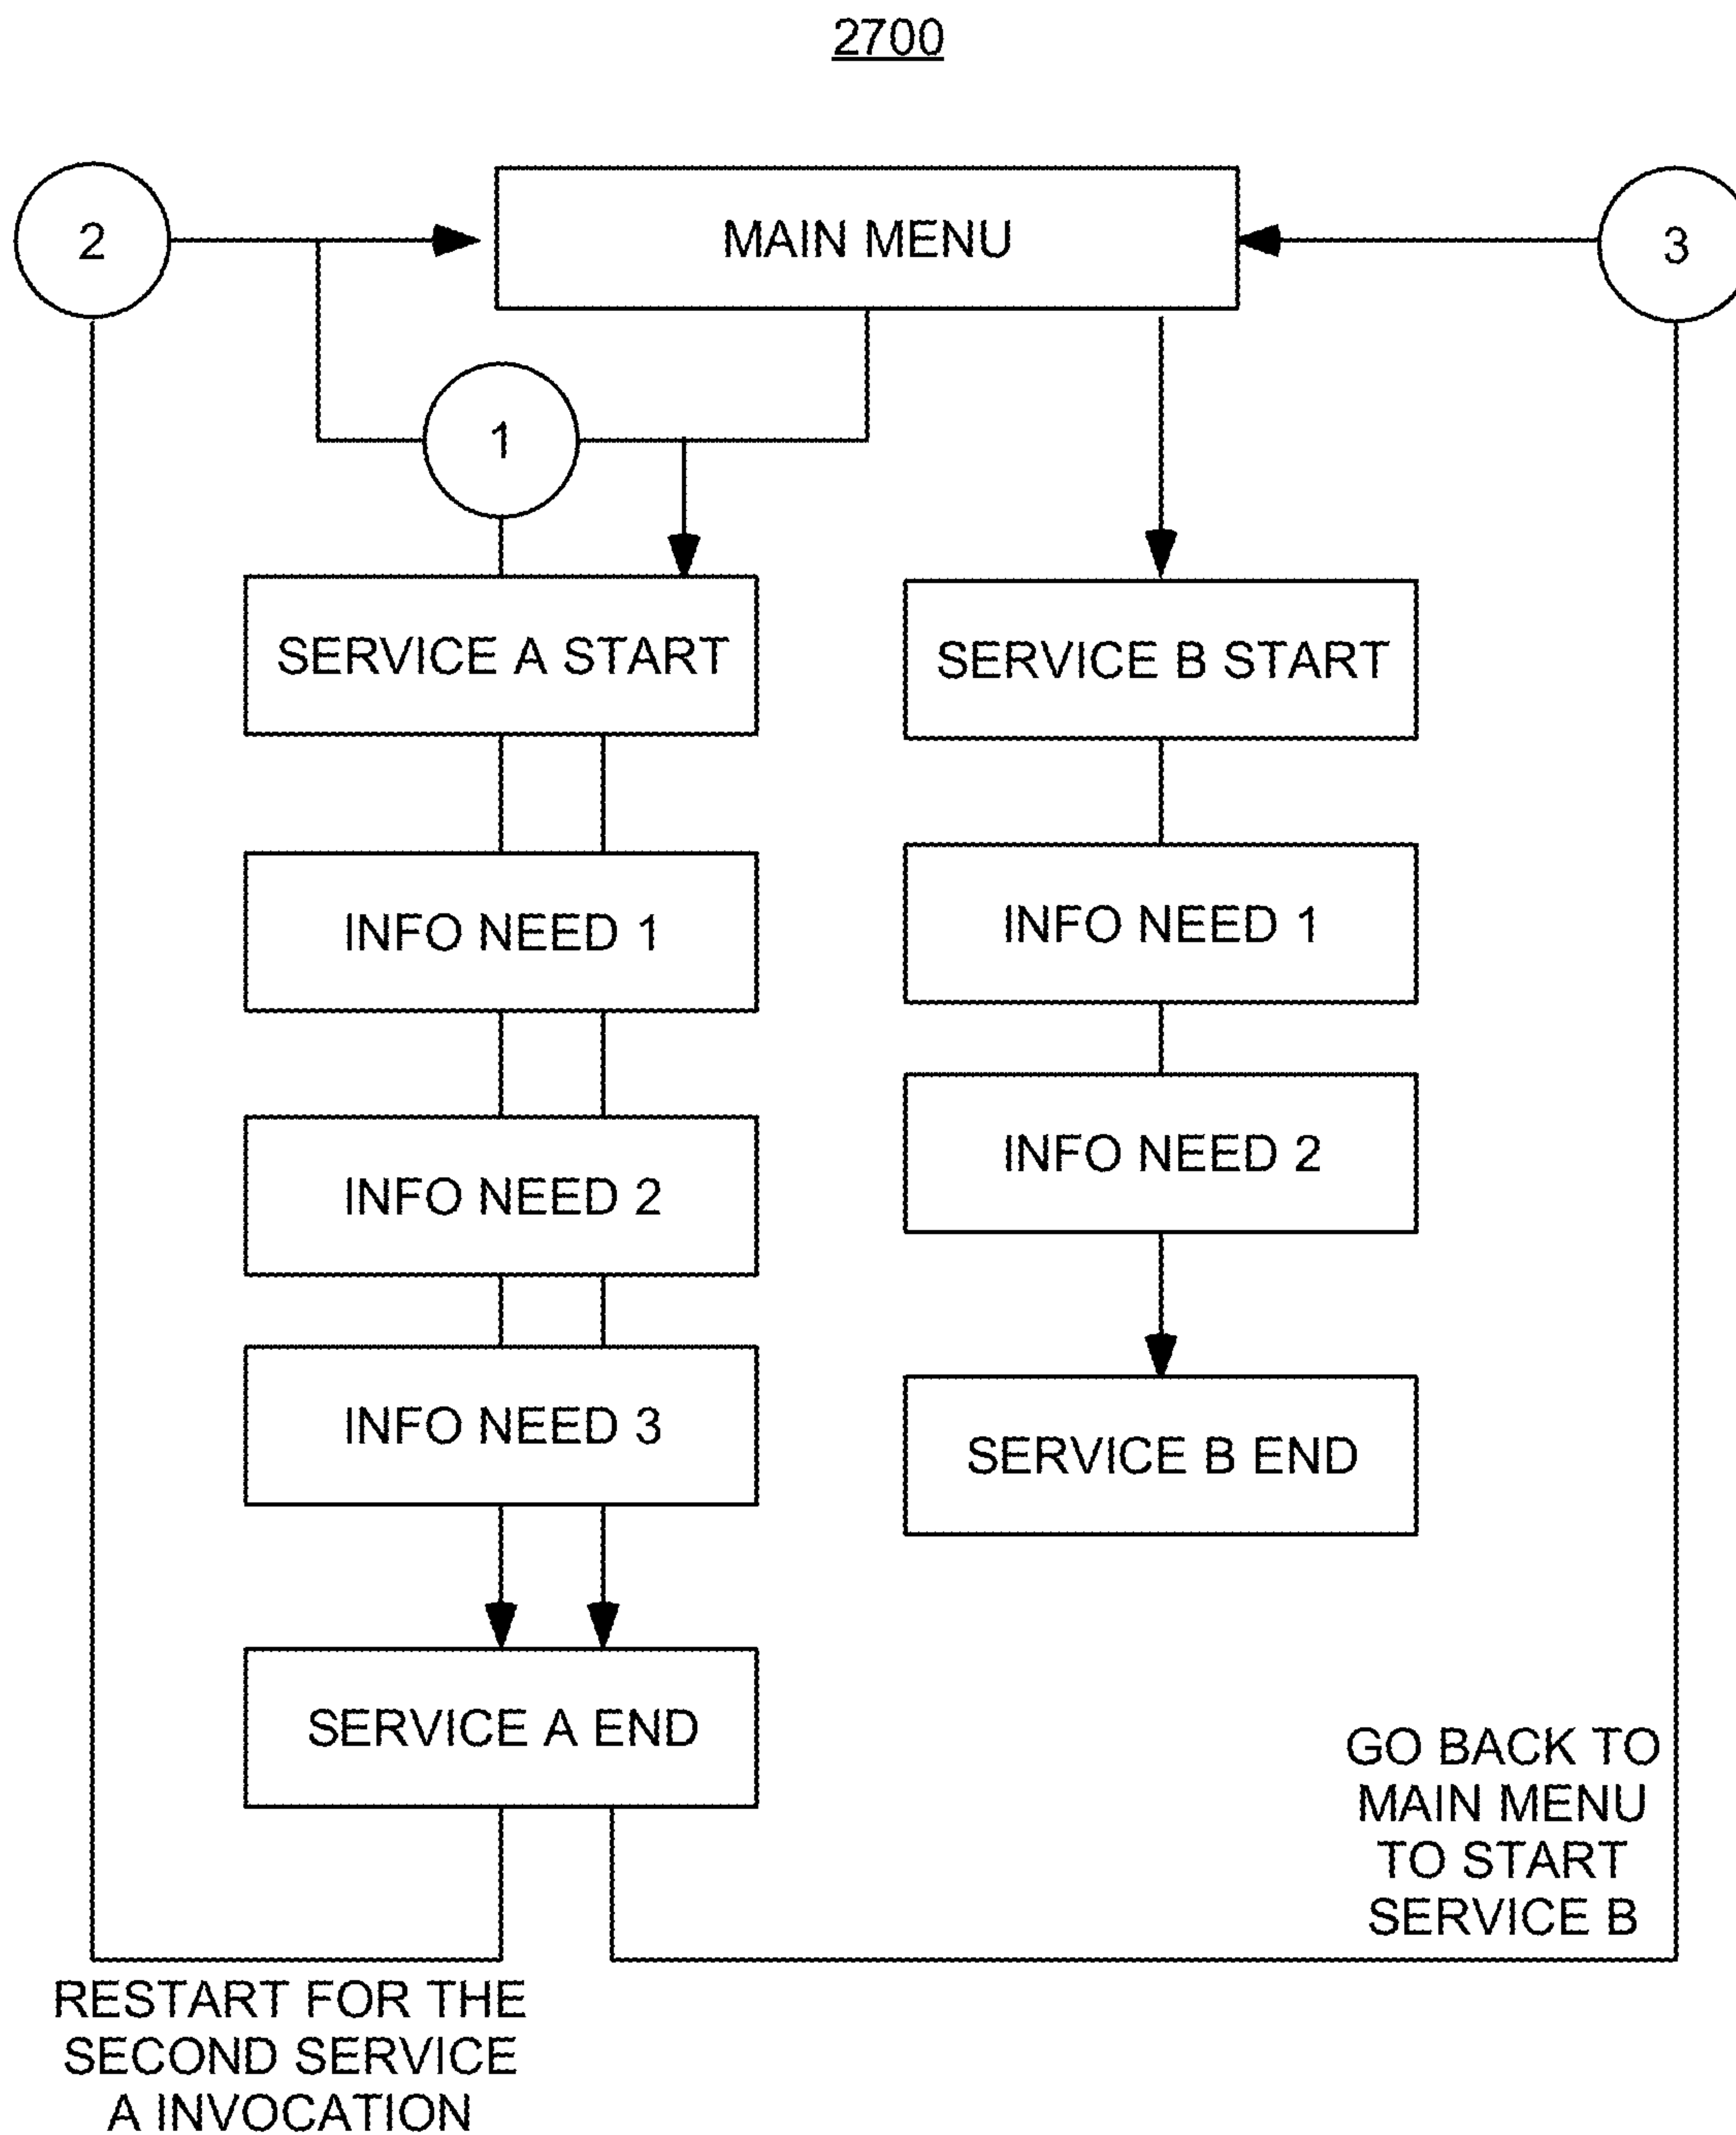 2700
2
MAIN MENU
3
1
SERVICE A START
SERVICE B START
INFO NEED 1
INFO NEED 1
INFO NEED 2
INFO NEED 2
INFO NEED 3
SERVICE B END
SERVICE A END
GO BACK TO
MAIN MENU
TO START
SERVICE B
RESTART FOR THE
SECOND SERVICE
A INVOCATION